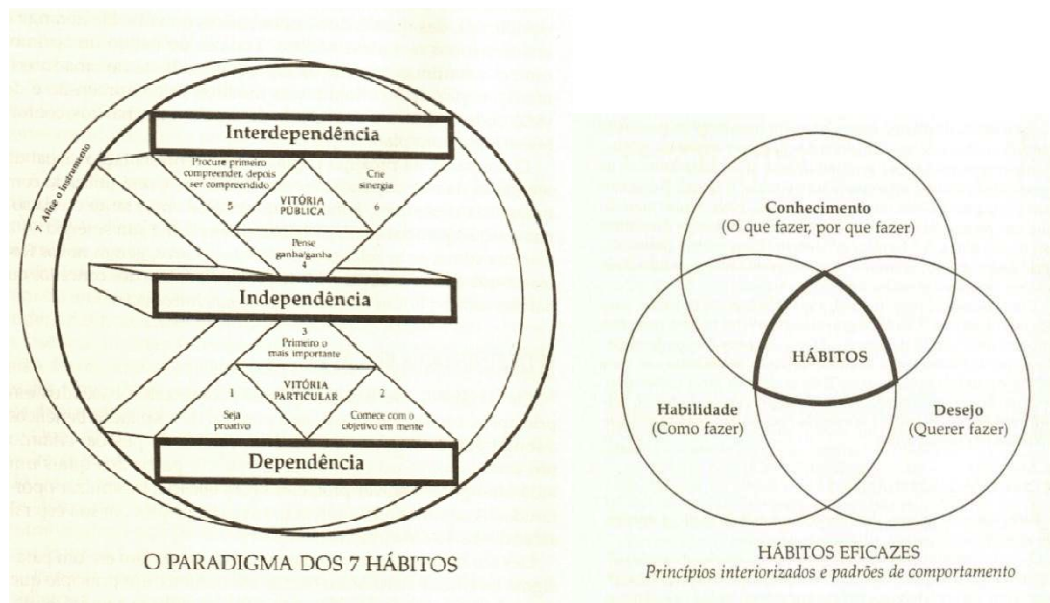 7 Afine o Instrumento
Interdependência
Procure primeiro
compreender, depois
ser compreendido
5
VITÓRIA
PÚBLICA
Crie
sinergia
6
Pense
ganha/ganha
4
Independência
3
Primeiro o
mais importante
1
Seja
proativo
VITÓRIA
PARTICULAR
2
Comece com o
objetivo em mente
Dependência
O PARADIGMA DOS 7 HÁBITOS
Conhecimento
(O que fazer, por que fazer)
HÁBITOS
Habilidade
(Como fazer)
Desejo
(Querer fazer)
HÁBITOS EFICAZES
Princípios interiorizados e padrões de comportamento